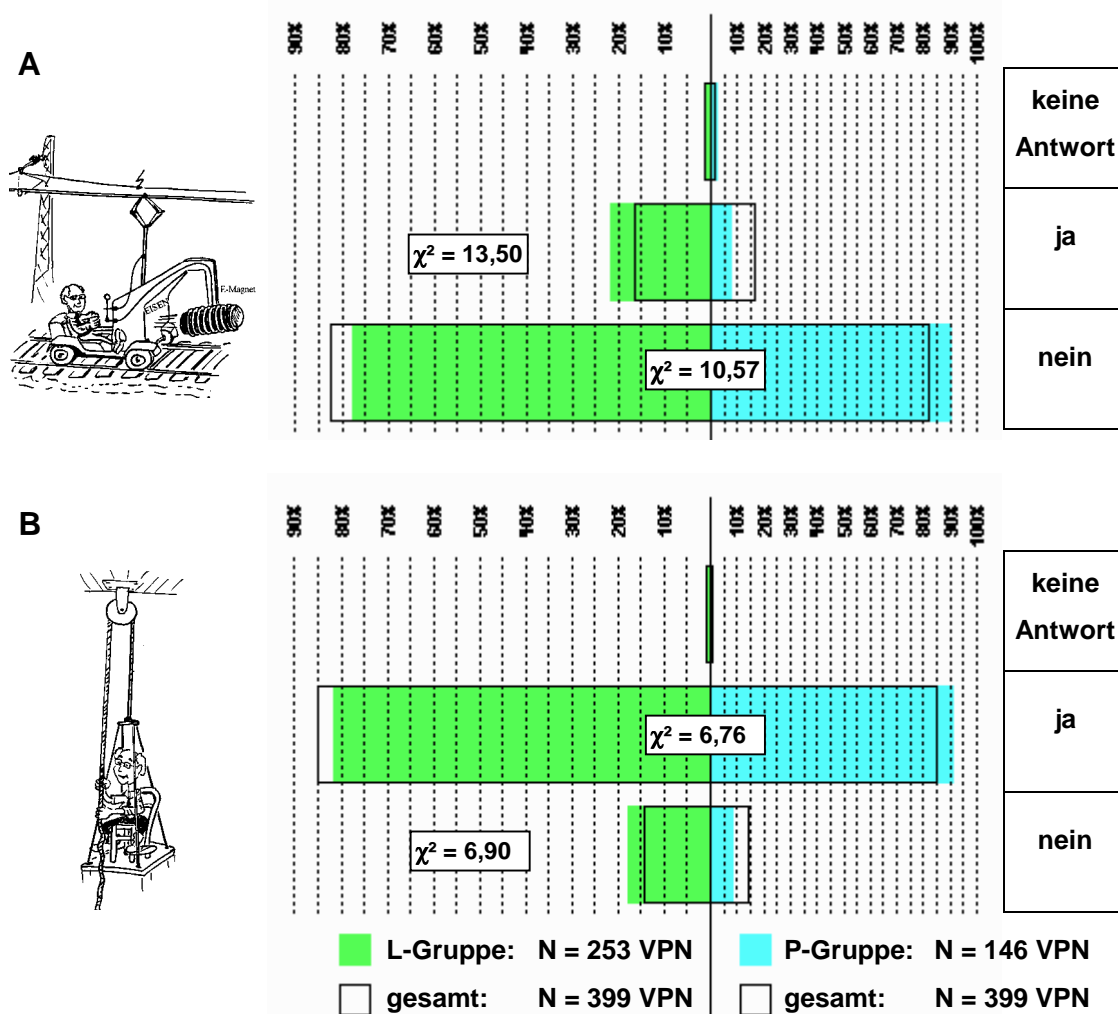 90% 80% 70% 60% 50% 40% 30% 20% 10% 10% 20% 30% 40% 50% 60% 70% 80% 90% 100%
A
keine
Antwort
ja
χ² = 13,50
E-Magnet
EISEN
nein
χ² = 10,57
90% 80% 70% 60% 50% 40% 30% 20% 10% 10% 20% 30% 40% 50% 60% 70% 80% 90% 100%
B
keine
Antwort
ja
χ² = 6,76
nein
χ² = 6,90
L-Gruppe: N = 253 VPN P-Gruppe: N = 146 VPN
gesamt: N = 399 VPN gesamt: N = 399 VPN